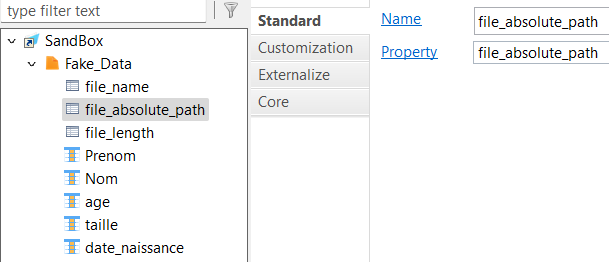 type filter text
SandBox
Fake_Data
file_name
file_absolute_path
file_length
Prenom
Nom
age
taille
date_naissance
Standard
Customization
Externalize
Core
Name file_absolute_path
Property file_absolute_path